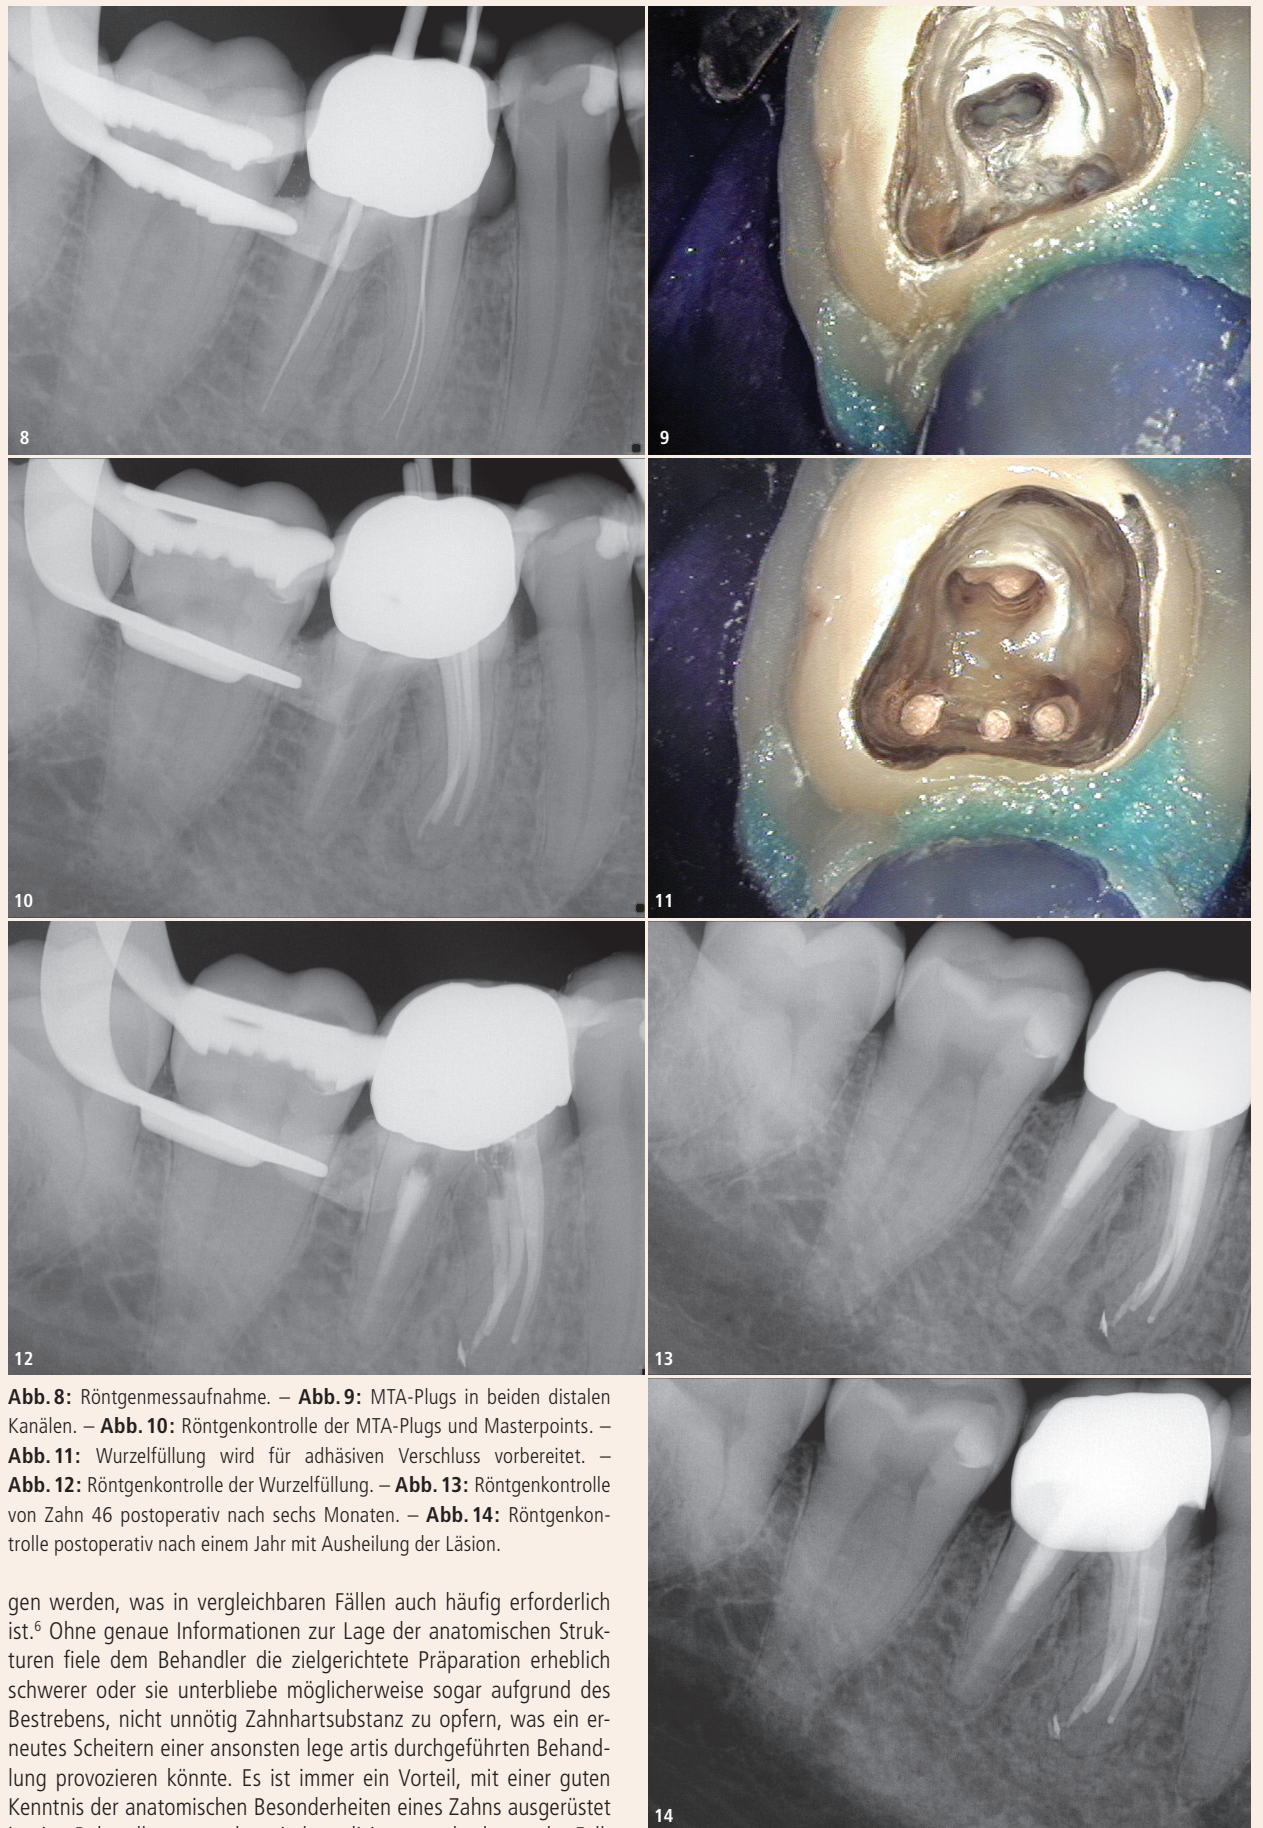 8
9
10
11
12
13
Abb. 8: Röntgenmessaufnahme. – Abb. 9: MTA-Plugs in beiden distalen
Kanälen. – Abb. 10: Röntgenkontrolle der MTA-Plugs und Masterpoints. –
Abb. 11: Wurzelfüllung wird für adhäsiven Verschluss vorbereitet. –
Abb. 12: Röntgenkontrolle der Wurzelfüllung. – Abb. 13: Röntgenkontrolle
von Zahn 46 postoperativ nach sechs Monaten. – Abb. 14: Röntgenkon-
trolle postoperativ nach einem Jahr mit Ausheilung der Läsion.
gen werden, was in vergleichbaren Fällen auch häufig erforderlich
ist.⁶ Ohne genaue Informationen zur Lage der anatomischen Struk-
turen fiele dem Behandler die zielgerichtete Präparation erheblich
schwerer oder sie unterbliebe möglicherweise sogar aufgrund des
Bestrebens, nicht unnötig Zahnhartsubstanz zu opfern, was ein er-
neutes Scheitern einer ansonsten lege artis durchgeführten Behand-
lung provozieren könnte. Es ist immer ein Vorteil, mit einer guten
Kenntnis der anatomischen Besonderheiten eines Zahns ausgerüstet
14